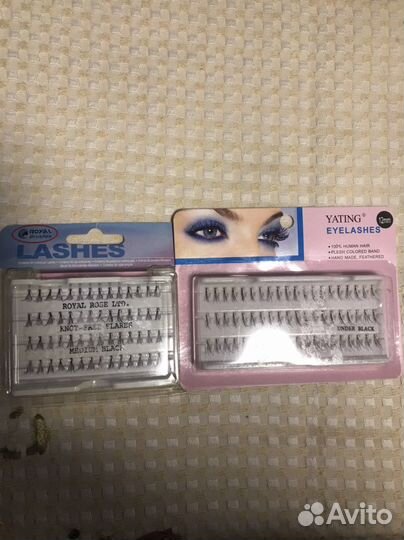 ROYAL
LASHES
ROYAL ROSE LTD.
KNOT-FREE FLARES
MEDIUM BLACK
YATING®
EYELASHES
12mm
· 100% HUMAN HAIR
· FLESH COLORED BAND
· HAND MADE, FEATHERED
UNDER BLACK
Avito